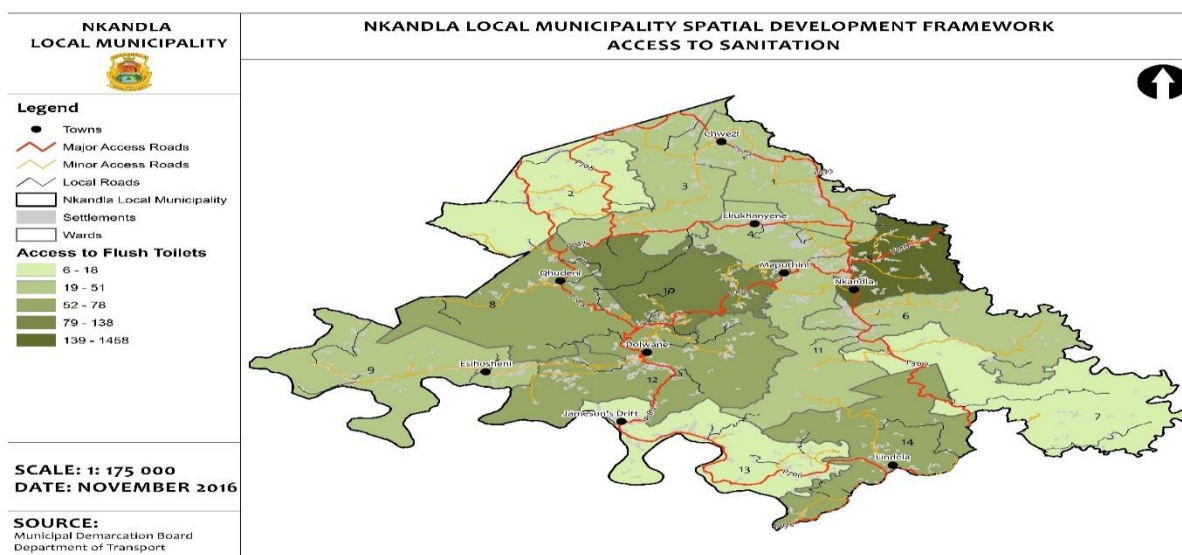 NKANDLA
LOCAL MUNICIPALITY
NKANDLA LOCAL MUNICIPALITY SPATIAL DEVELOPMENT FRAMEWORK
ACCESS TO SANITATION
Legend
Towns
Major Access Roads
Minor Access Roads
Local Roads
Nkandla Local Municipality
Settlements
Wards
Access to Flush Toilets
6 - 18
19 - 51
52 - 78
79 - 138
139 - 1458
SCALE: 1: 175 000
DATE: NOVEMBER 2016
SOURCE:
Municipal Demarcation Board
Department of Transport
Chwezi
2
3
1
Ekukhanyene
4
Qhudeni
Maputhini
Nkandla
8
10
6
Dolwane
11
9
Esihosheni
12
Jameson's Drift
7
14
13
Lindela